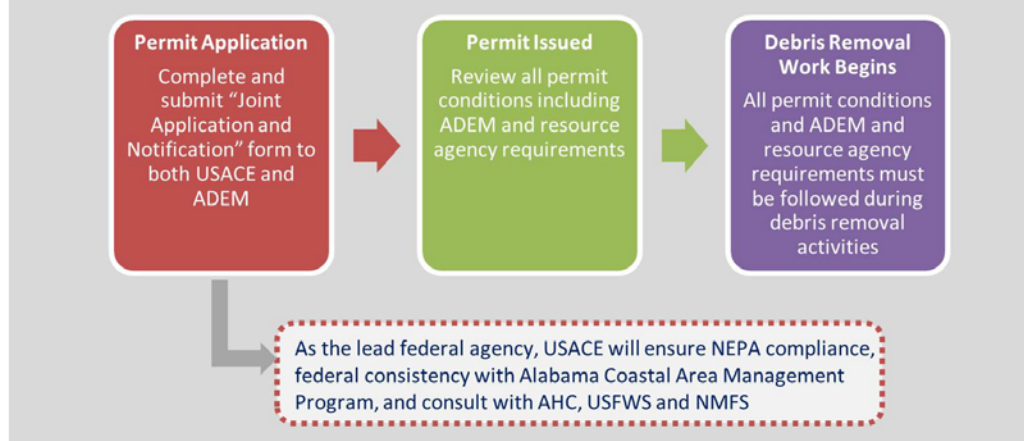 Permit Application
Complete and
submit “Joint
Application and
Notification” form to
both USACE and
ADEM
Permit Issued
Review all permit
conditions including
ADEM and resource
agency requirements
Debris Removal
Work Begins
All permit conditions
and ADEM and
resource agency
requirements must
be followed during
debris removal
activities
As the lead federal agency, USACE will ensure NEPA compliance,
federal consistency with Alabama Coastal Area Management
Program, and consult with AHC, USFWS and NMFS